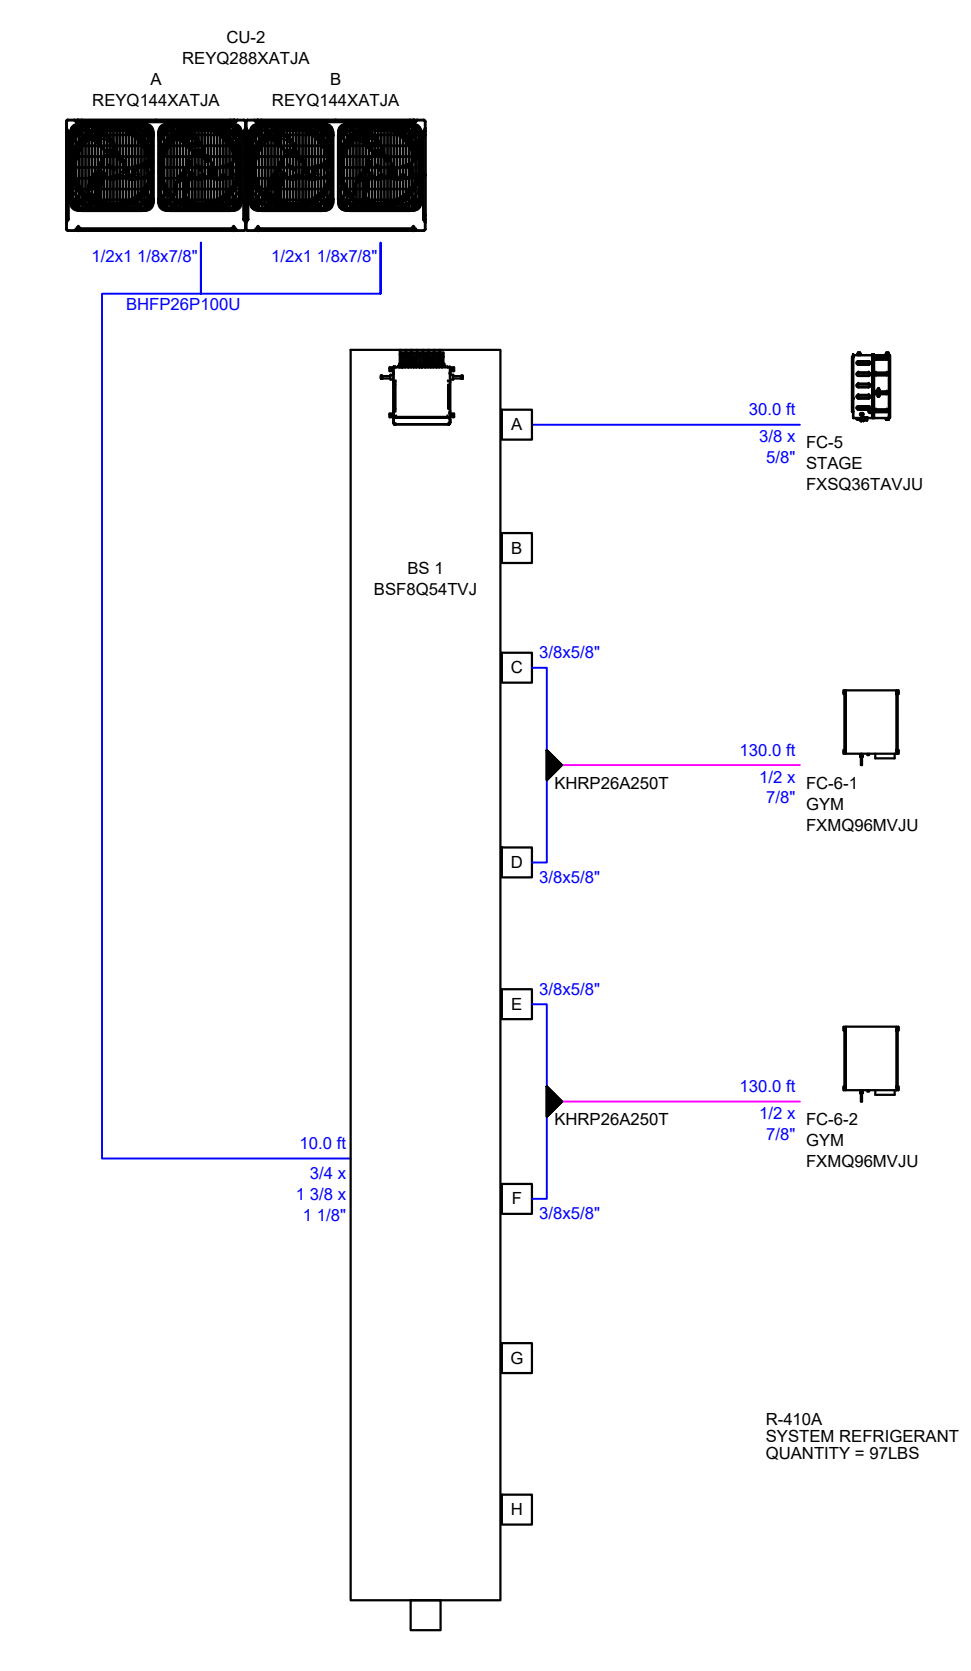 CU-2
REYQ288XATJA
A
REYQ144XATJA
B
REYQ144XATJA
1/2x1 1/8x7/8"
1/2x1 1/8x7/8"
BHFP26P100U
A
30.0 ft
3/8 x
5/8"
FC-5
STAGE
FXSQ36TAVJU
B
BS 1
BSF8Q54TVJ
C
3/8x5/8"
130.0 ft
1/2 x
7/8"
KHRP26A250T
FC-6-1
GYM
FXMQ96MVJU
D
3/8x5/8"
E
3/8x5/8"
130.0 ft
1/2 x
7/8"
KHRP26A250T
FC-6-2
GYM
FXMQ96MVJU
10.0 ft
3/4 x
1 3/8 x
1 1/8"
F
3/8x5/8"
G
R-410A
SYSTEM REFRIGERANT
QUANTITY = 97LBS
H